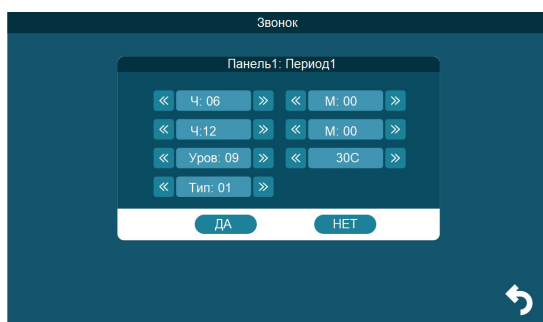 Звонок
Панель1: Период1
« Ч: 06 » « М: 00 »
« Ч:12 » « М: 00 »
« Уров: 09 » « 30С »
« Тип: 01 »
ДА НЕТ